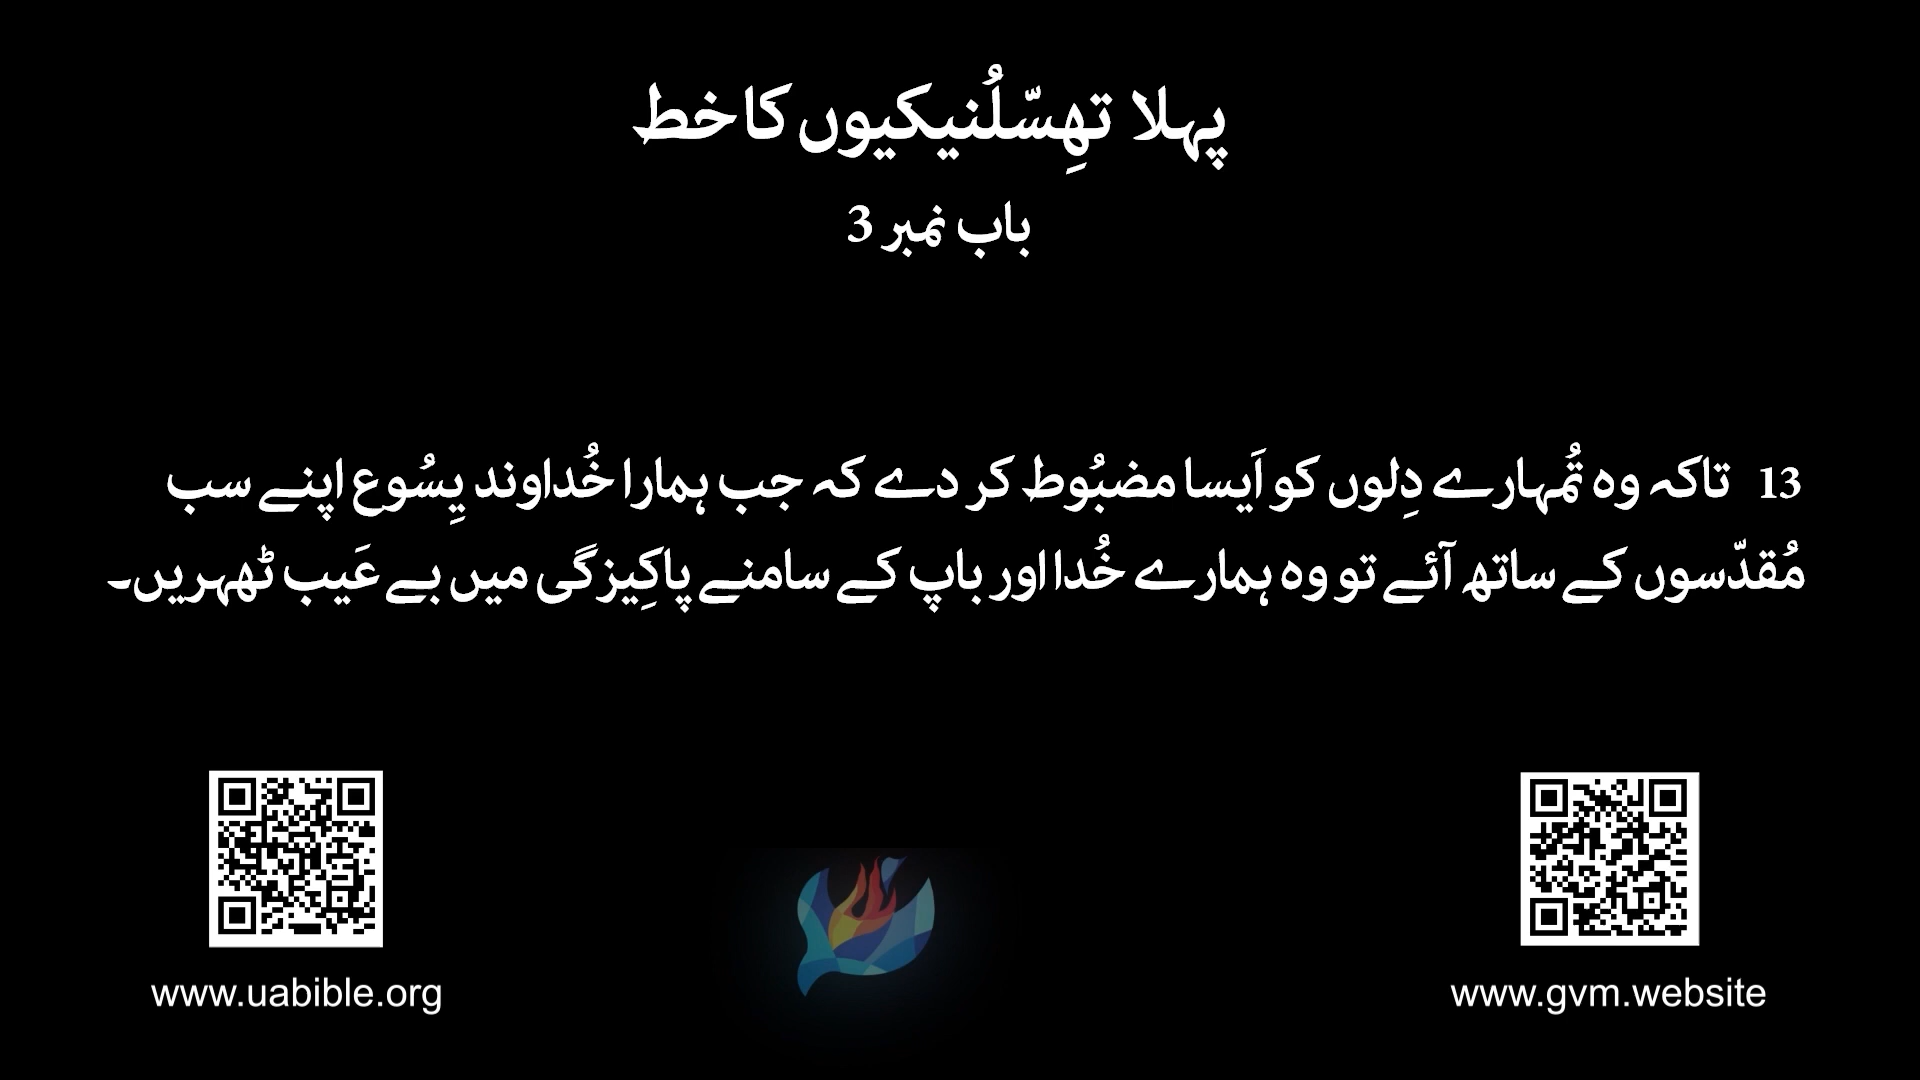 پہلا تھِسّلُنیکیوں کا خط
باب نمبر 3
13 تاکہ وہ تُمہارے دِلوں کو اَیسا مضبُوط کر دے کہ جب ہمارا خُداوند یِسُوع اپنے سب
مُقدّسوں کے ساتھ آئے تو وہ ہمارے خُدا اور باپ کے سامنے پاکِیزگی میں بے عَیب ٹھہریں۔
www.uabible.org
www.gvm.website